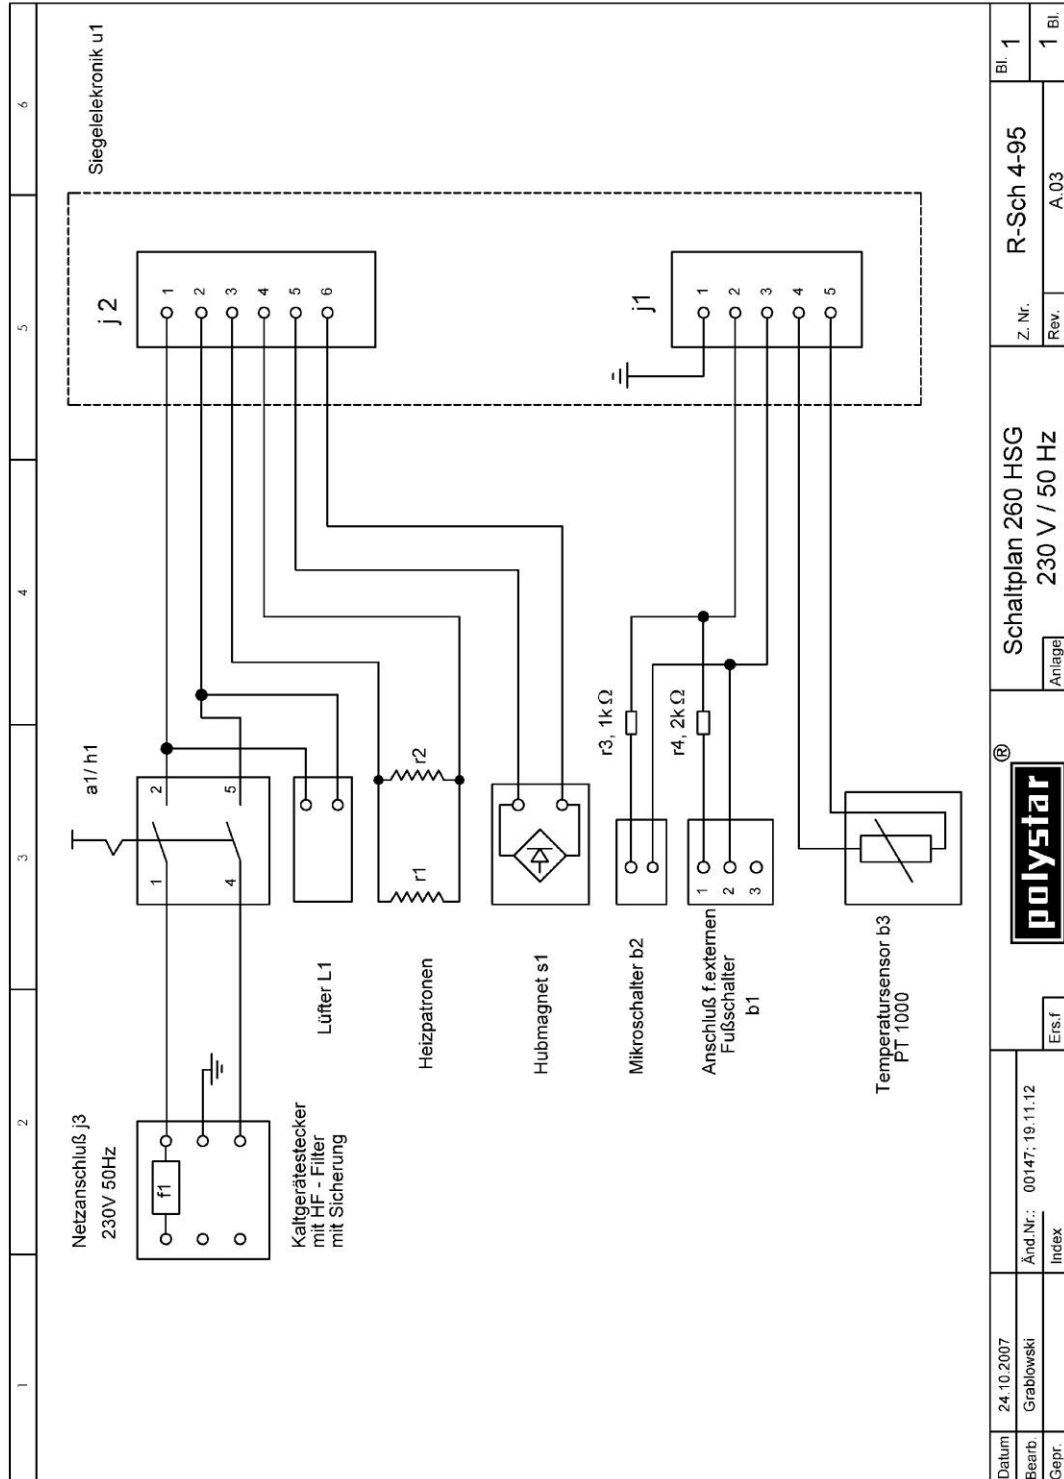 1
2
3
4
5
6
Siegelelekronik u1
j 2
1
2
3
4
5
6
j1
1
2
3
4
5
a1/ h1
2
5
1
4
Netzanschluß j3
230V 50Hz
f1
Kaltgerätestecker
mit HF - Filter
mit Sicherung
Lüfter L1
r1
r2
Heizpatronen
Hubmagnet s1
r3, 1k Ω
Mikroschalter b2
r4, 2k Ω
1
2
3
Anschluß f.externen
Fußschalter
b1
Temperatursensor b3
PT 1000
Datum
24.10.2007
Bearb.
Grablowski
Gepr.
Änd.Nr.: 00147; 19.11.12
Index
Ers.f
polystar
®
Schaltplan 260 HSG
Anlage
230 V / 50 Hz
Z. Nr.
R-Sch 4-95
Rev.
A.03
Bl. 1
1 Bl.